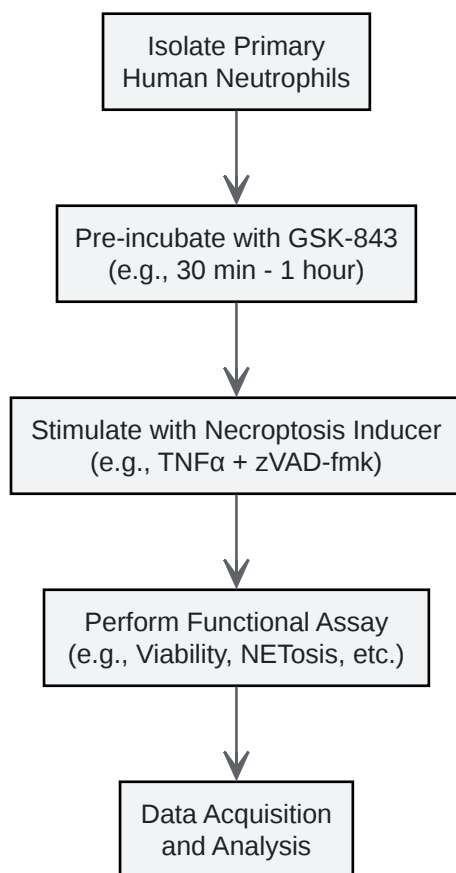 Isolate Primary
Human Neutrophils
Pre-incubate with GSK-843
(e.g., 30 min - 1 hour)
Stimulate with Necroptosis Inducer
(e.g., TNFα + zVAD-fmk)
Perform Functional Assay
(e.g., Viability, NETosis, etc.)
Data Acquisition
and Analysis